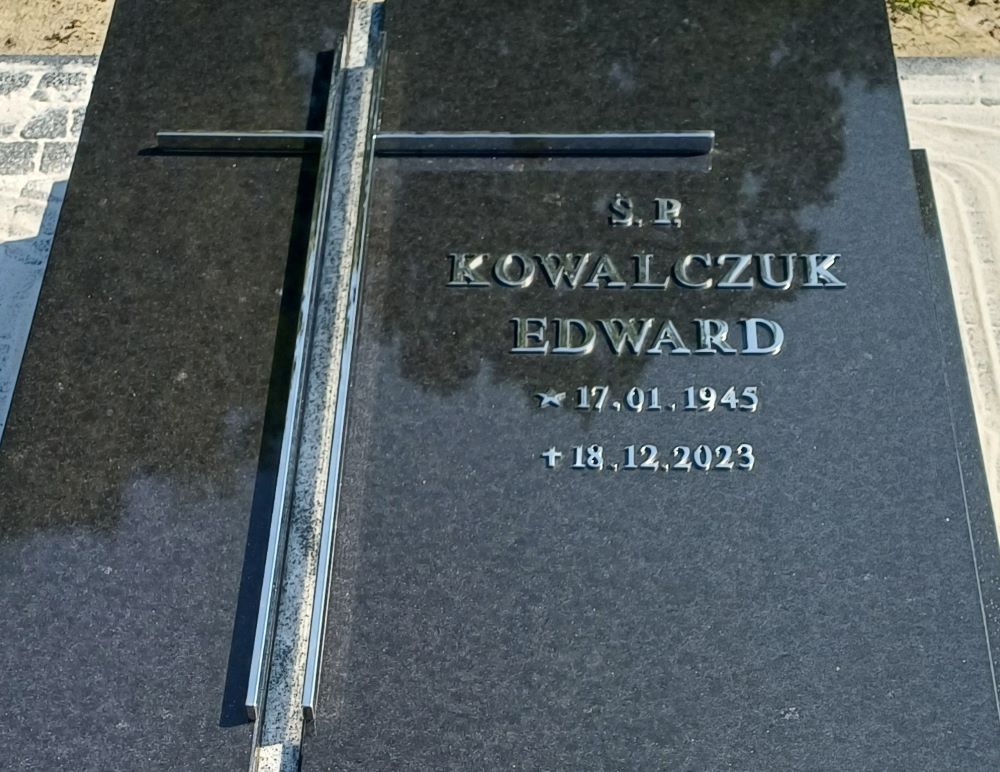 Ś. P.
KOWALCZUK
EDWARD
★ 17.01.1945
✝ 18.12.2023